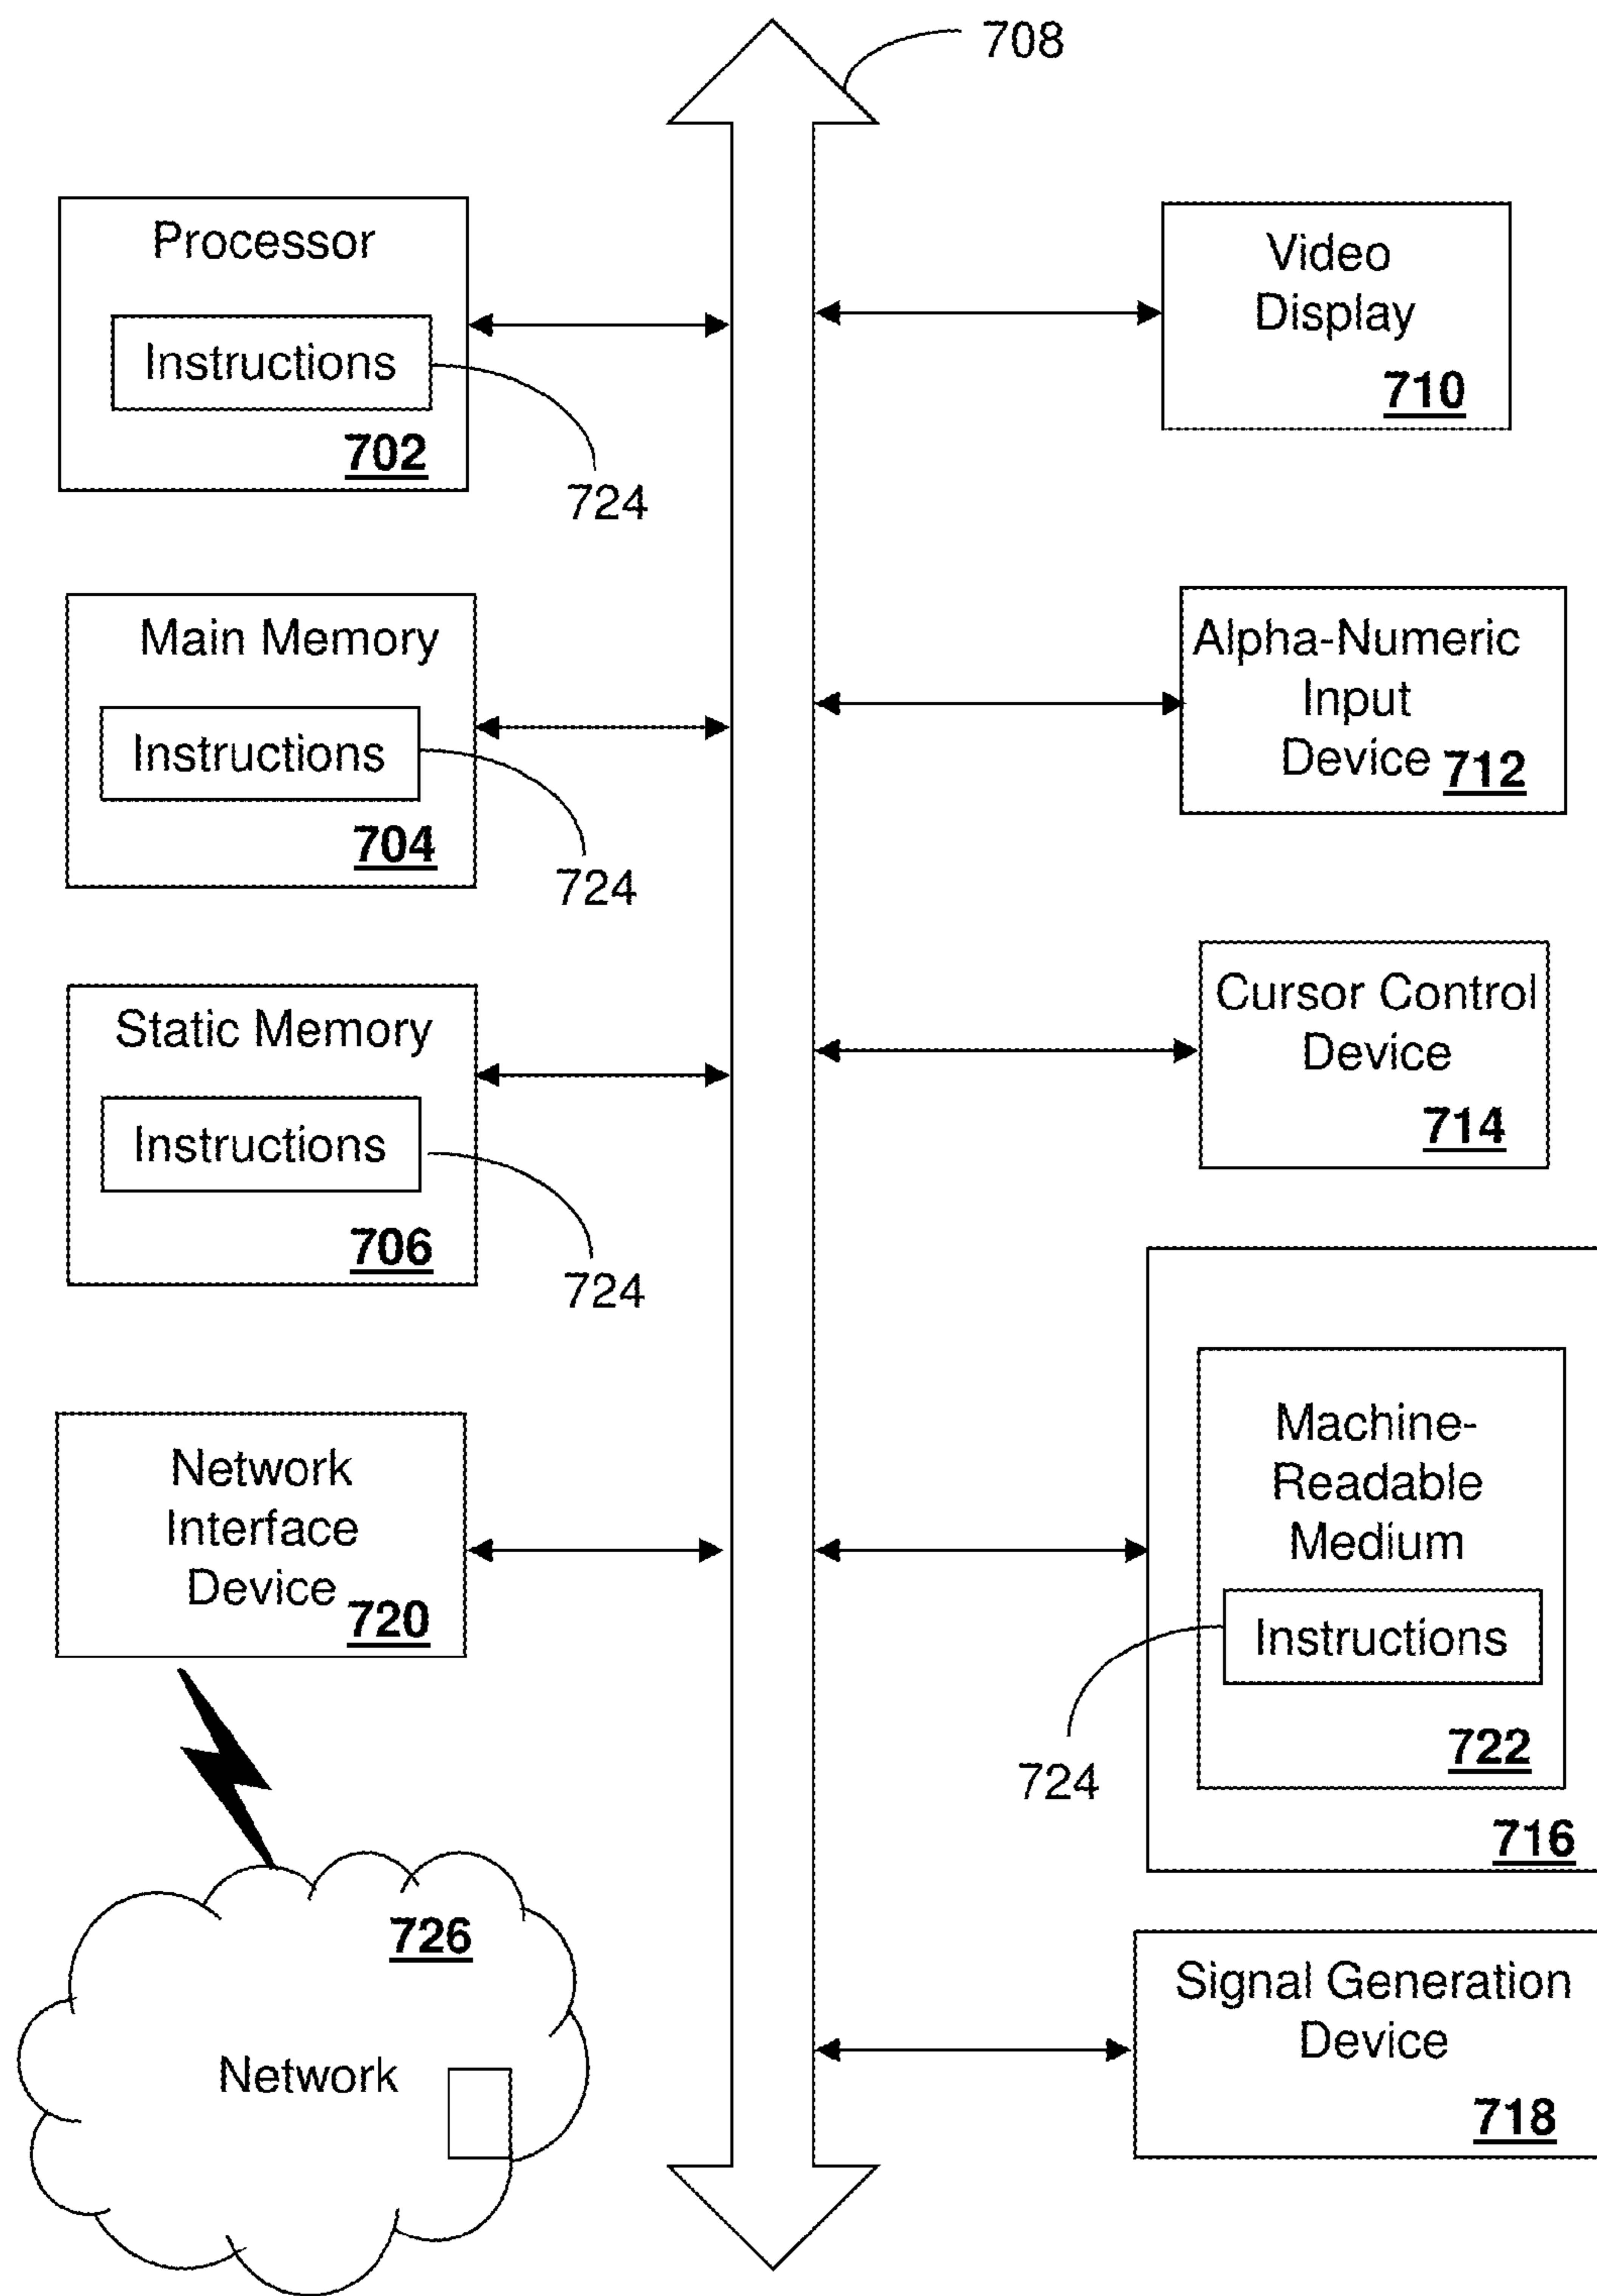 708
Processor
Instructions
702
724
Main Memory
Instructions
704
724
Static Memory
Instructions
706
724
Network
Interface
Device
720
726
Network
Video
Display
710
Alpha-Numeric
Input
Device 712
Cursor Control
Device
714
Machine-
Readable
Medium
Instructions
722
724
716
Signal Generation
Device
718